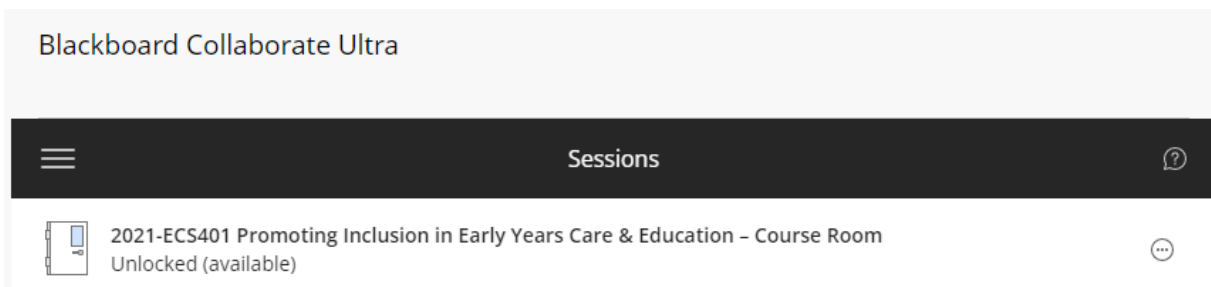 Blackboard Collaborate Ultra
Sessions
2021-ECS401 Promoting Inclusion in Early Years Care & Education – Course Room
Unlocked (available)